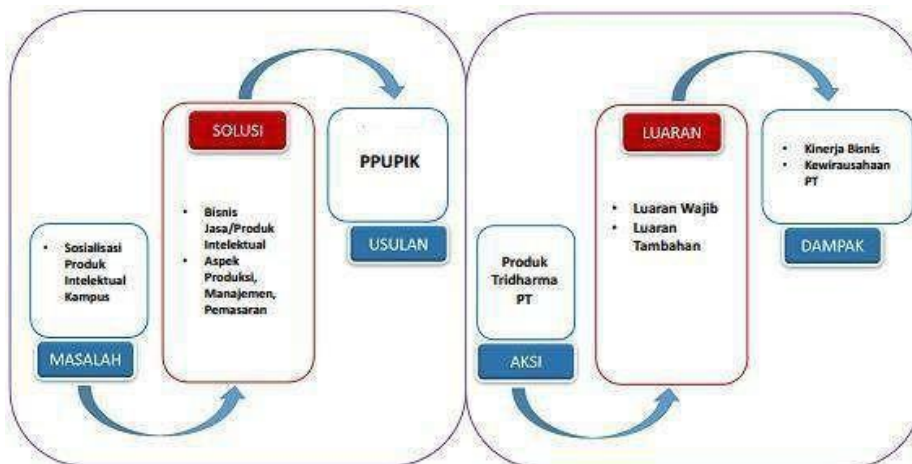 SOLUSI
• Bisnis
Jasa/Produk
Intelektual
• Aspek
Produksi,
Manajemen,
Pemasaran
PPUPIK
USULAN
• Sosialisasi
Produk
Intelektual
Kampus
MASALAH
LUARAN
• Luaran Wajib
• Luaran
Tambahan
• Kinerja Bisnis
• Kewirausahaan
PT
DAMPAK
Produk
Tridharma
PT
AKSI